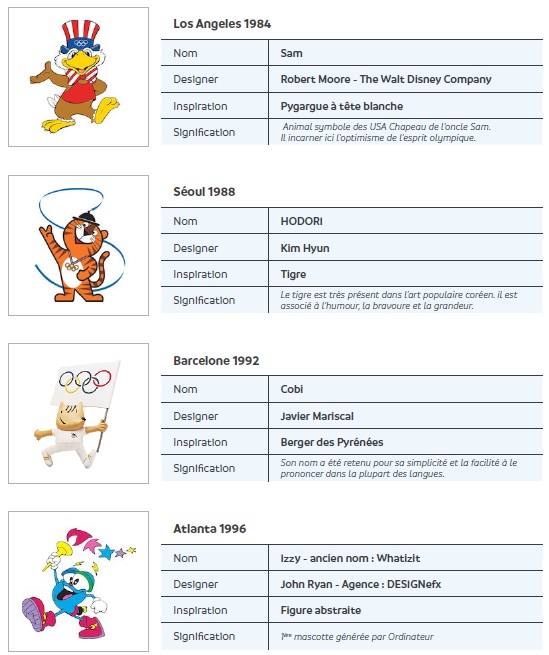 Los Angeles 1984
Nom Sam
Designer Robert Moore - The Walt Disney Company
Inspiration Pygargue à tête blanche
Signification Animal symbole des USA Chapeau de l'oncle Sam.
Il incarner ici l'optimisme de l'esprit olympique.
Séoul 1988
Nom HODORI
Designer Kim Hyun
Inspiration Tigre
Signification Le tigre est très présent dans l'art populaire coréen. il est
associé à l'humour, la bravoure et la grandeur.
Barcelone 1992
Nom Cobi
Designer Javier Mariscal
Inspiration Berger des Pyrénées
Signification Son nom a été retenu pour sa simplicité et la facilité à le
prononcer dans la plupart des langues.
Atlanta 1996
Nom Izzy - ancien nom : Whatizit
Designer John Ryan - Agence : DESIGNefx
Inspiration Figure abstraite
Signification 1ère mascotte générée par Ordinateur